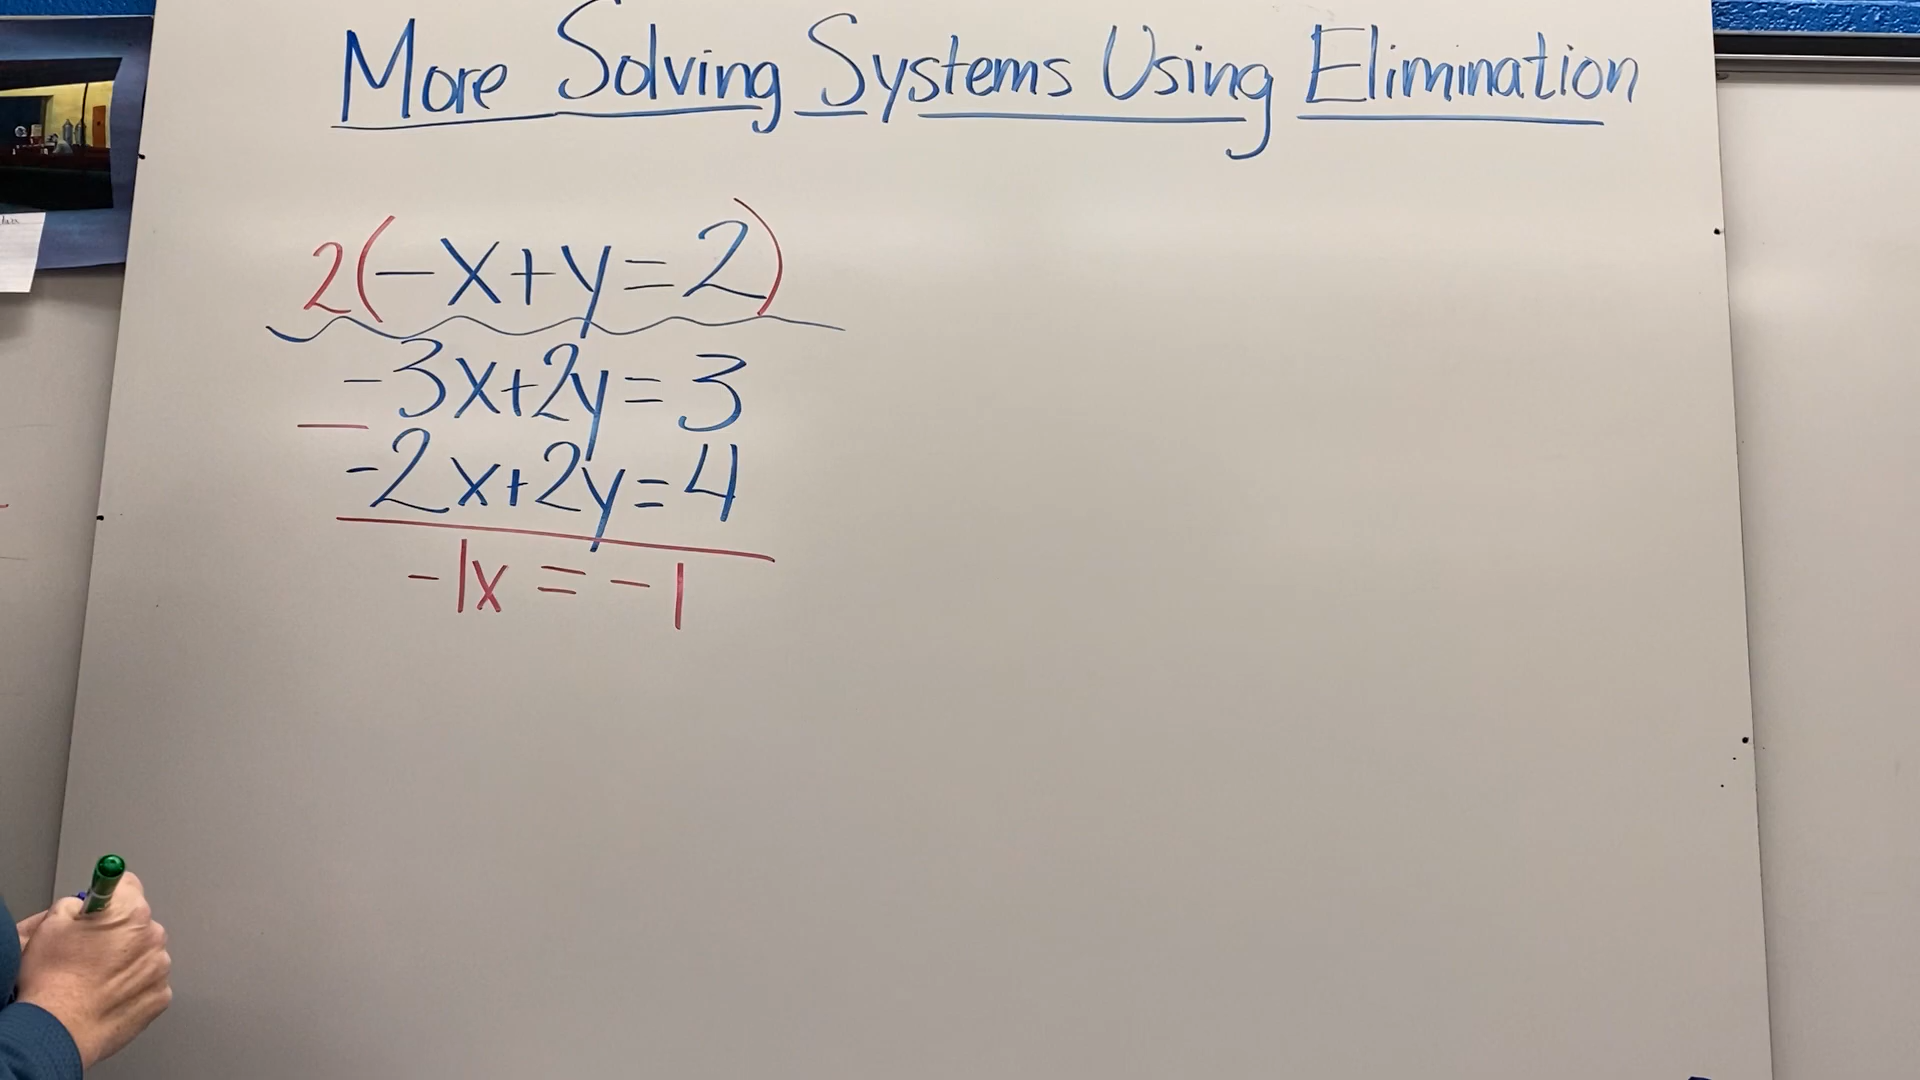 More Solving Systems Using Elimination
2(-x+y=2)
-3x+2y=3
-2x+2y=4
-1x=-1